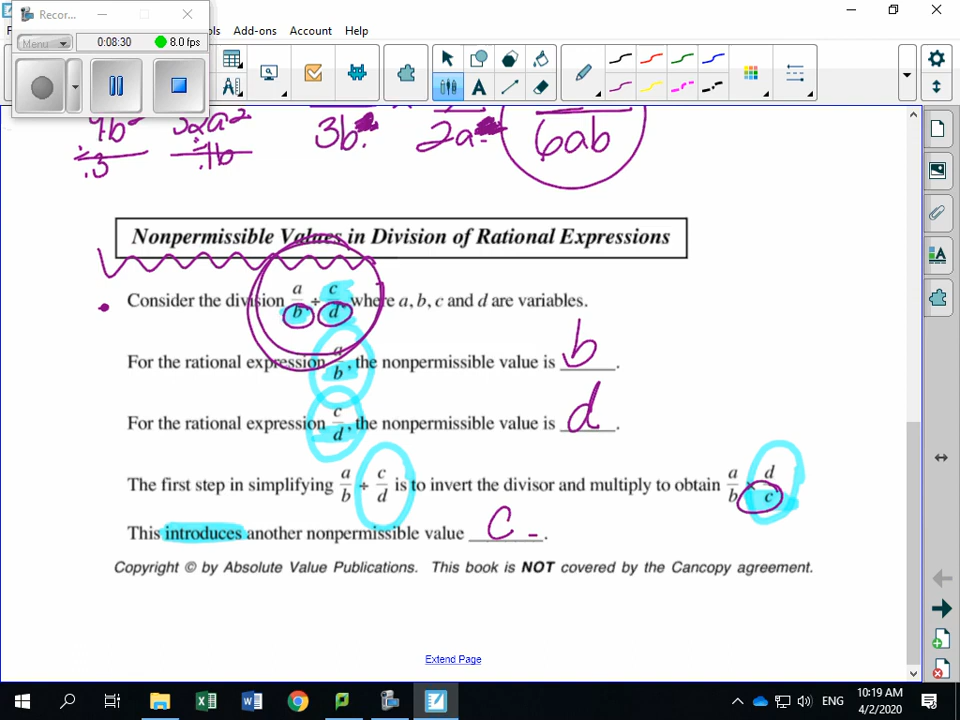 Recor...
Menu 0:08:30 8.0 fps
ols Add-ons Account Help
4b² 32a² 3b 2a 6ab
.3 .1b
Nonpermissible Values in Division of Rational Expressions
Consider the division a/b ÷ c/d where a, b, c and d are variables.
For the rational expression a/b, the nonpermissible value is b.
For the rational expression c/d, the nonpermissible value is d.
The first step in simplifying a/b ÷ c/d is to invert the divisor and multiply to obtain a/b × d/c
This introduces another nonpermissible value c.
Copyright © by Absolute Value Publications. This book is NOT covered by the Cancopy agreement.
Extend Page
ENG
10:19 AM
4/2/2020